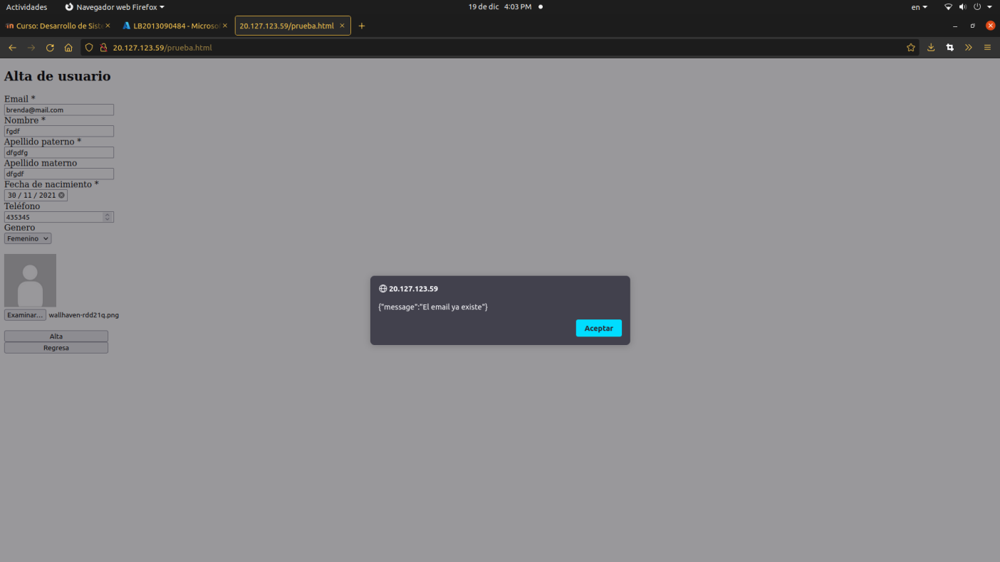 Actividades Navegador web Firefox 19 de dic 4:03 PM en
Curso: Desarrollo de Siste LB2013090484 - Microsof 20.127.123.59/prueba.html
20.127.123.59/prueba.html
Alta de usuario
Email *
brenda@mail.com
Nombre *
fgdf
Apellido paterno *
dfgdfg
Apellido materno
dfgdf
Fecha de nacimiento *
30 / 11 / 2021
Teléfono
435345
Genero
Femenino
Examinar... wallhaven-rdd21q.png
Alta
Regresa
20.127.123.59
{"message":"El email ya existe"}
Aceptar